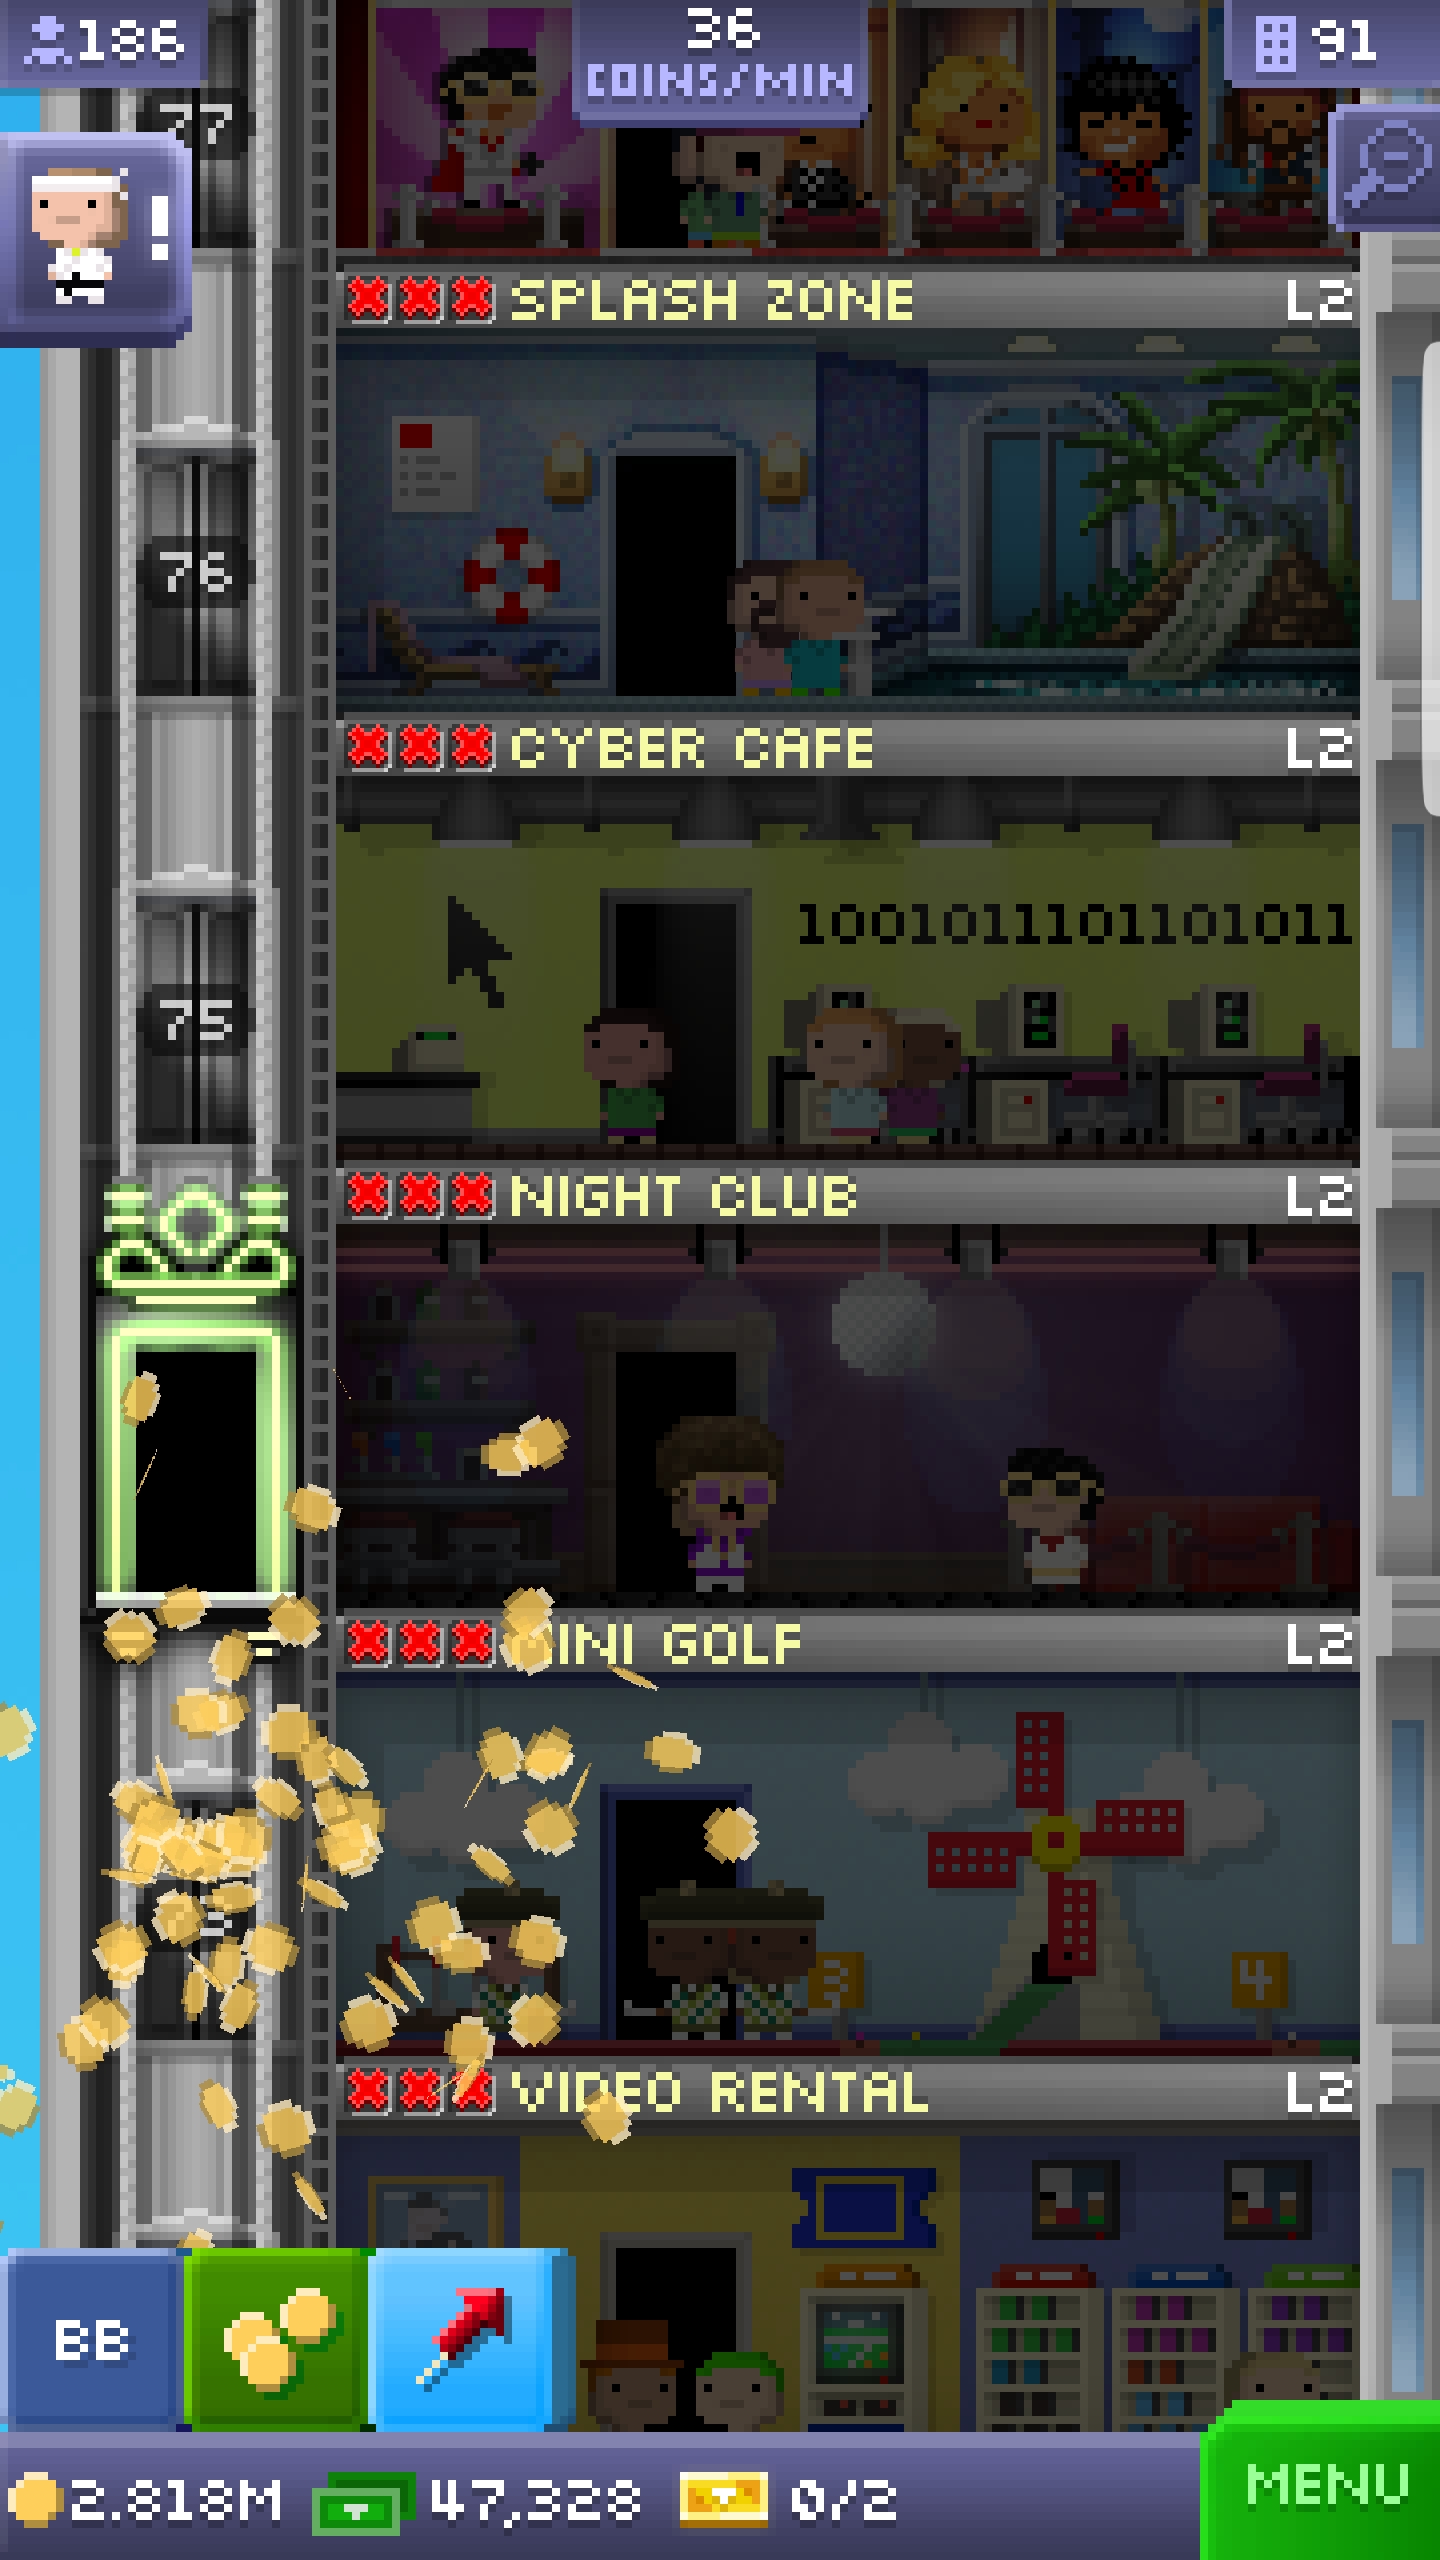 186
36
COINS/MIN
91
77
!
SPLASH ZONE L2
76
CYBER CAFE L2
1001011101101011
75
NIGHT CLUB L2
MINI GOLF L2
3
4
VIDEO RENTAL L2
BB
2.818M 47,328 0/2
MENU